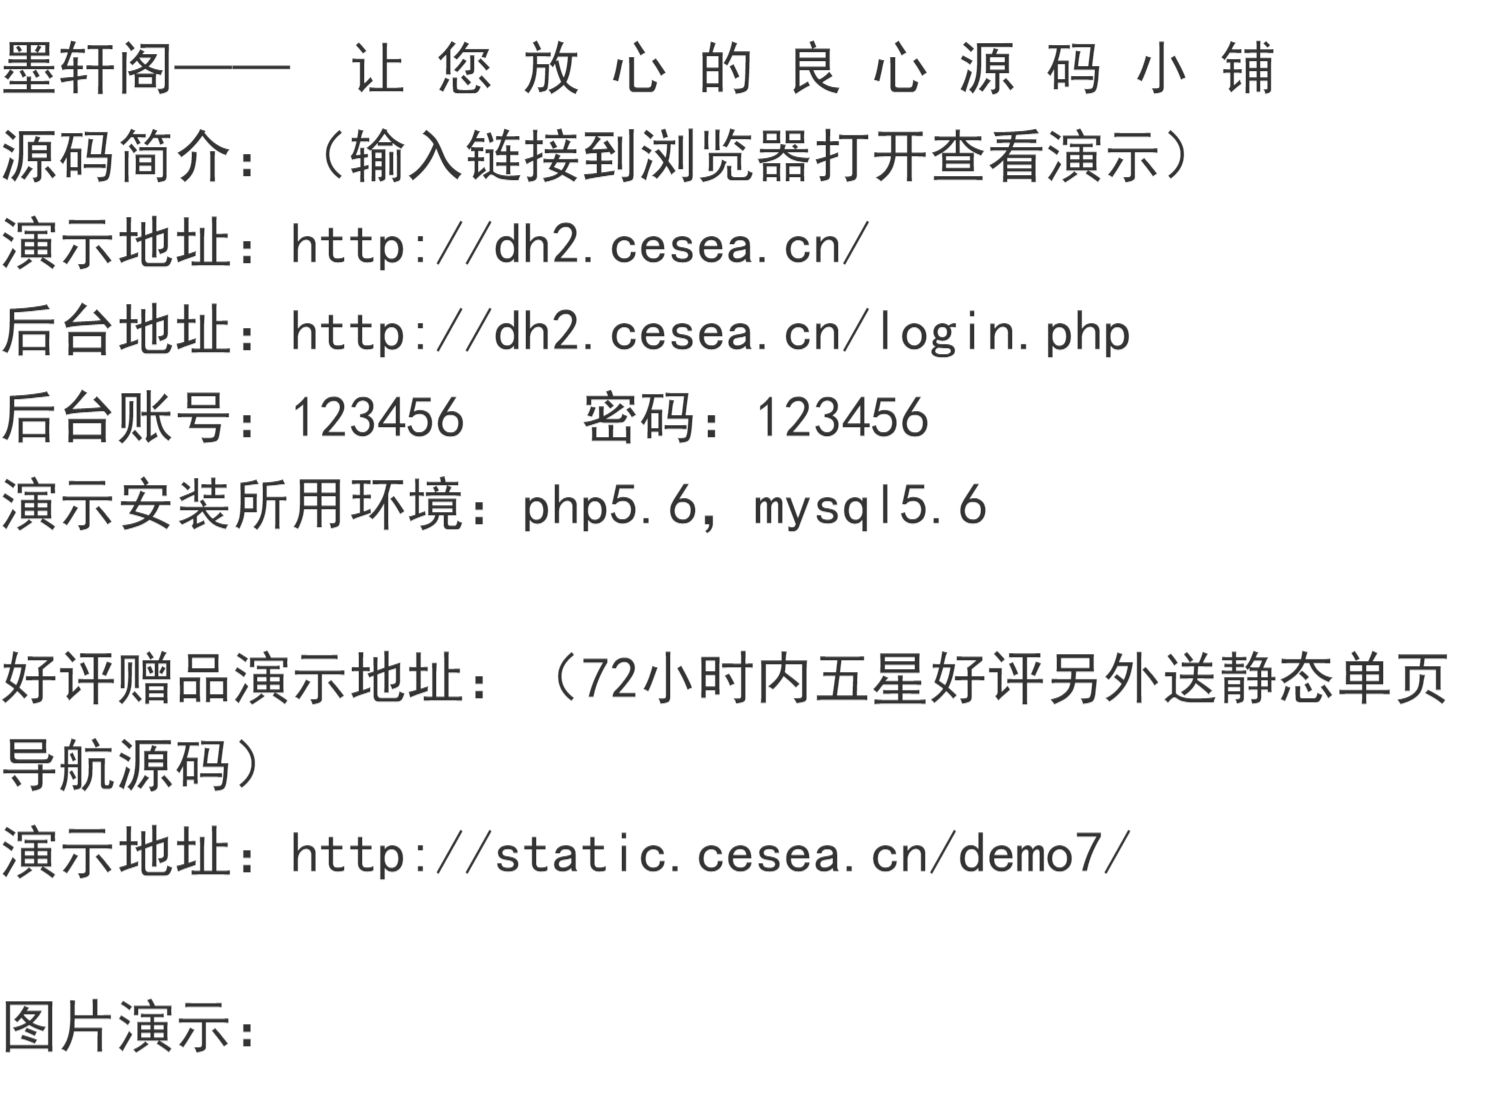 墨轩阁—— 让 您 放 心 的 良 心 源 码 小 铺
源码简介：（输入链接到浏览器打开查看演示）
演示地址：http://dh2.cesea.cn/
后台地址：http://dh2.cesea.cn/login.php
后台账号：123456 密码：123456
演示安装所用环境：php5.6，mysql5.6
好评赠品演示地址：（72小时内五星好评另外送静态单页
导航源码）
演示地址：http://static.cesea.cn/demo7/
图片演示：